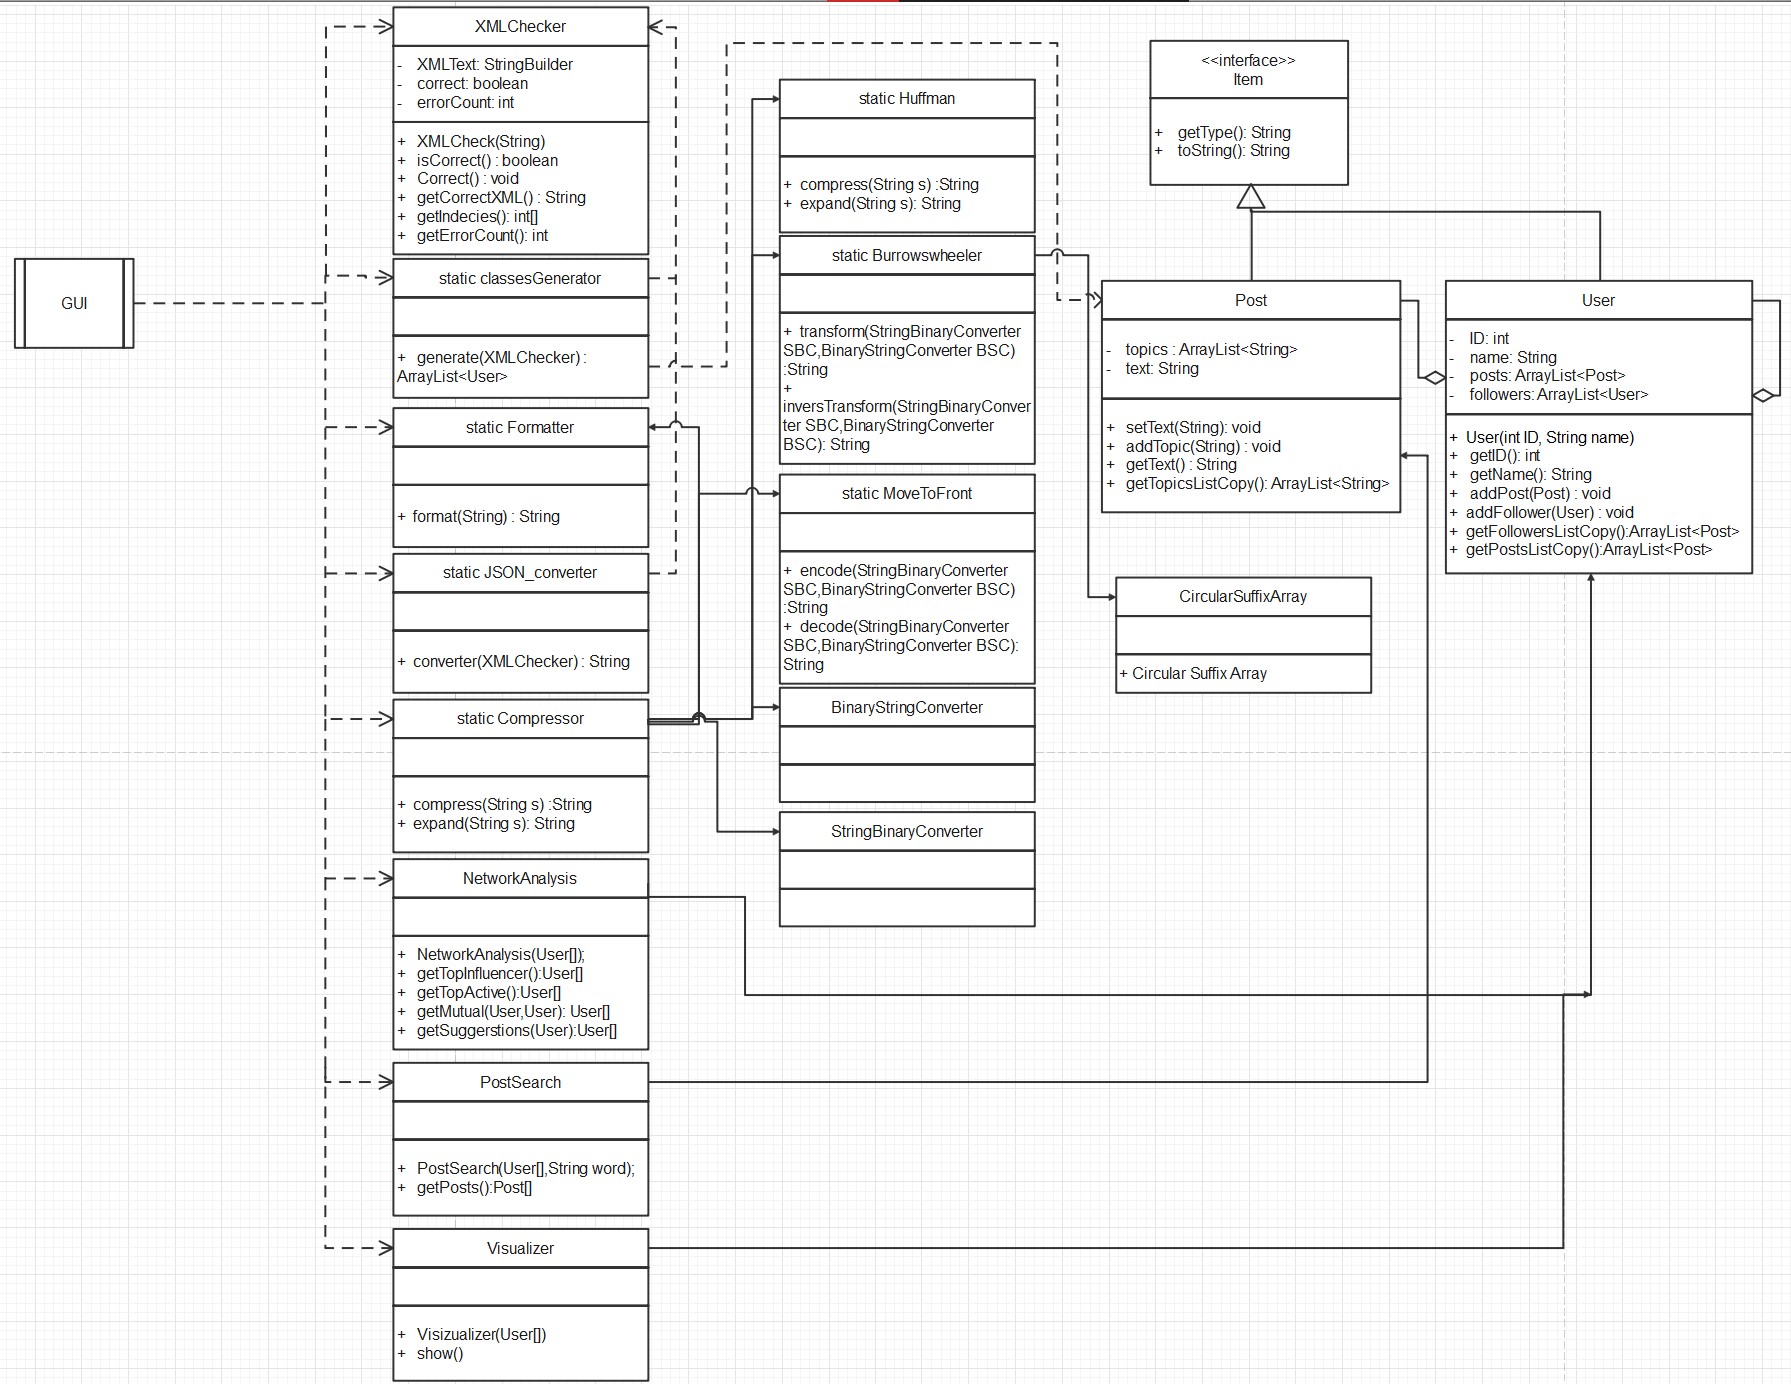 GUI
XMLChecker
- XMLText: StringBuilder
- correct: boolean
- errorCount: int
+ XMLCheck(String)
+ isCorrect() : boolean
+ Correct() : void
+ getCorrectXML() : String
+ getIndecies(): int[]
+ getErrorCount(): int
static classesGenerator
+ generate(XMLChecker) :
ArrayList<User>
static Formatter
+ format(String) : String
static JSON_converter
+ converter(XMLChecker) : String
static Compressor
+ compress(String s) :String
+ expand(String s): String
NetworkAnalysis
+ NetworkAnalysis(User[]);
+ getTopInfluencer():User[]
+ getTopActive():User[]
+ getMutual(User,User): User[]
+ getSuggerstions(User):User[]
PostSearch
+ PostSearch(User[],String word);
+ getPosts():Post[]
Visualizer
+ Visizualizer(User[])
+ show()
static Huffman
+ compress(String s) :String
+ expand(String s): String
static Burrowswheeler
+ transform(StringBinaryConverter
SBC,BinaryStringConverter BSC)
:String
+
inversTransform(StringBinaryConver
ter SBC,BinaryStringConverter
BSC): String
static MoveToFront
+ encode(StringBinaryConverter
SBC,BinaryStringConverter BSC)
:String
+ decode(StringBinaryConverter
SBC,BinaryStringConverter BSC):
String
BinaryStringConverter
StringBinaryConverter
<<interface>>
Item
+ getType(): String
+ toString(): String
Post
- topics : ArrayList<String>
- text: String
+ setText(String): void
+ addTopic(String) : void
+ getText() : String
+ getTopicsListCopy(): ArrayList<String>
User
- ID: int
- name: String
- posts: ArrayList<Post>
- followers: ArrayList<User>
+ User(int ID, String name)
+ getID(): int
+ getName(): String
+ addPost(Post) : void
+ addFollower(User) : void
+ getFollowersListCopy():ArrayList<Post>
+ getPostsListCopy():ArrayList<Post>
CircularSuffixArray
+ Circular Suffix Array